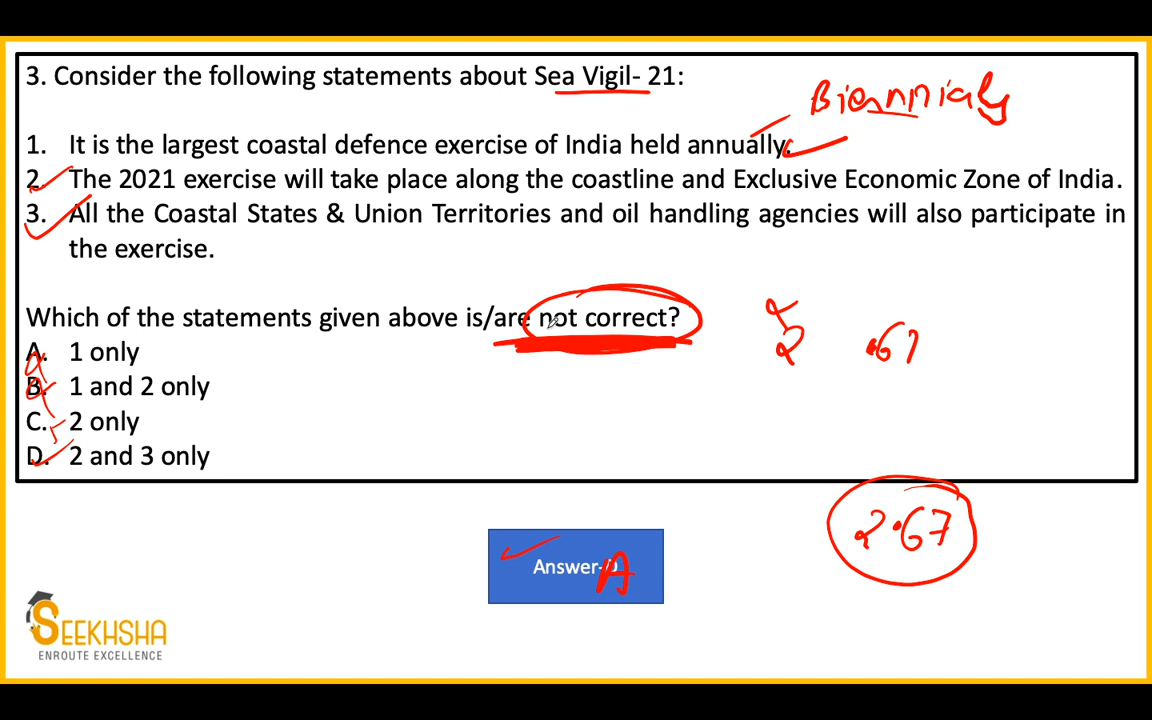 3. Consider the following statements about Sea Vigil- 21:
Biennialy
1. It is the largest coastal defence exercise of India held annually.
2. The 2021 exercise will take place along the coastline and Exclusive Economic Zone of India.
3. All the Coastal States & Union Territories and oil handling agencies will also participate in
the exercise.
Which of the statements given above is/are not correct?
A. 1 only
2 .67
B. 1 and 2 only
C. 2 only
D. 2 and 3 only
2.67
Answer- A
SEEKHSHA
ENROUTE EXCELLENCE